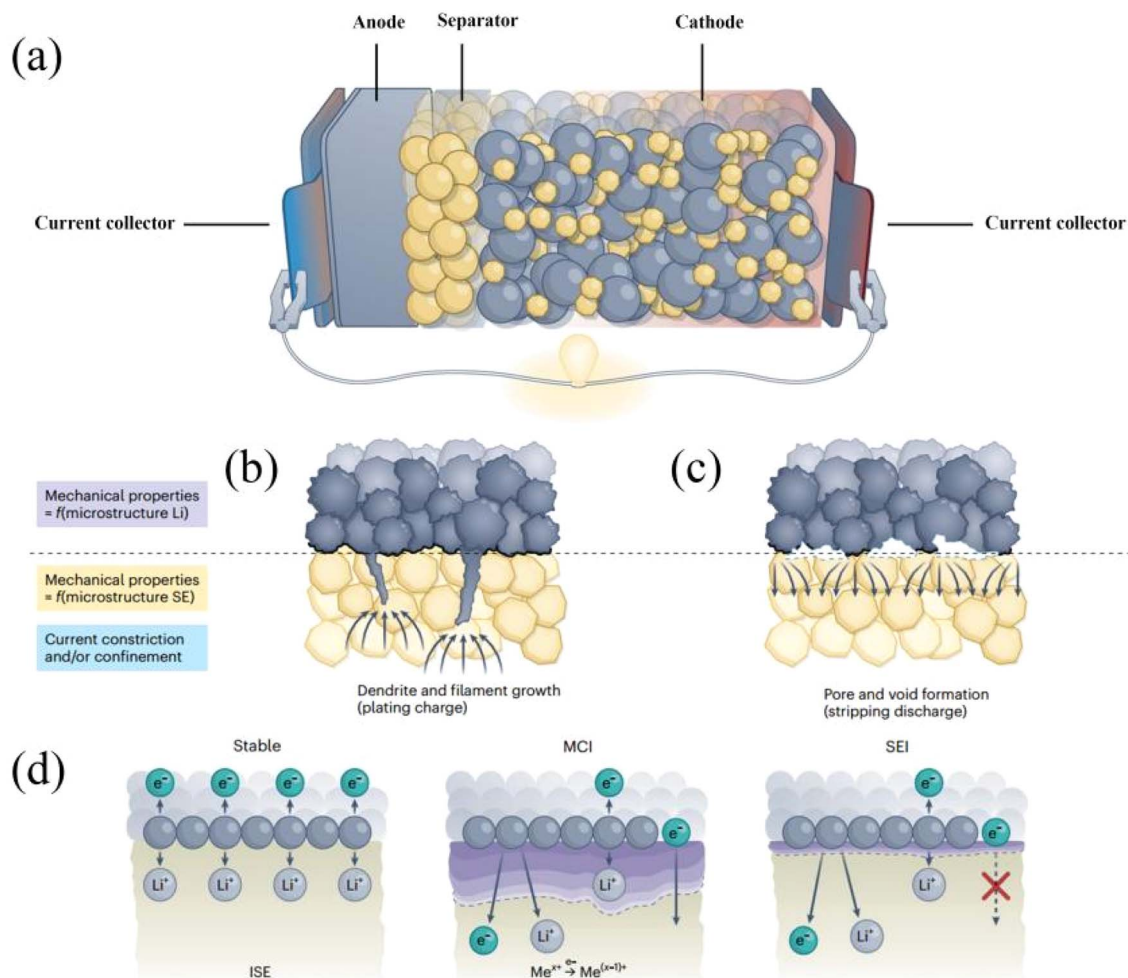 Anode
Separator
Cathode
(a)
Current collector
Current collector
(b)
(c)
Mechanical properties
= f(microstructure Li)
Mechanical properties
= f(microstructure SE)
Current constriction
and/or confinement
Dendrite and filament growth
(plating charge)
Pore and void formation
(stripping discharge)
(d)
Stable
MCI
SEI
e⁻
e⁻
e⁻
e⁻
Li⁺
Li⁺
Li⁺
Li⁺
ISE
e⁻
e⁻
Li⁺
e⁻
Li⁺
Meˣ⁺ e⁻→ Me⁽ˣ⁻¹⁾⁺
e⁻
e⁻
Li⁺
e⁻
Li⁺